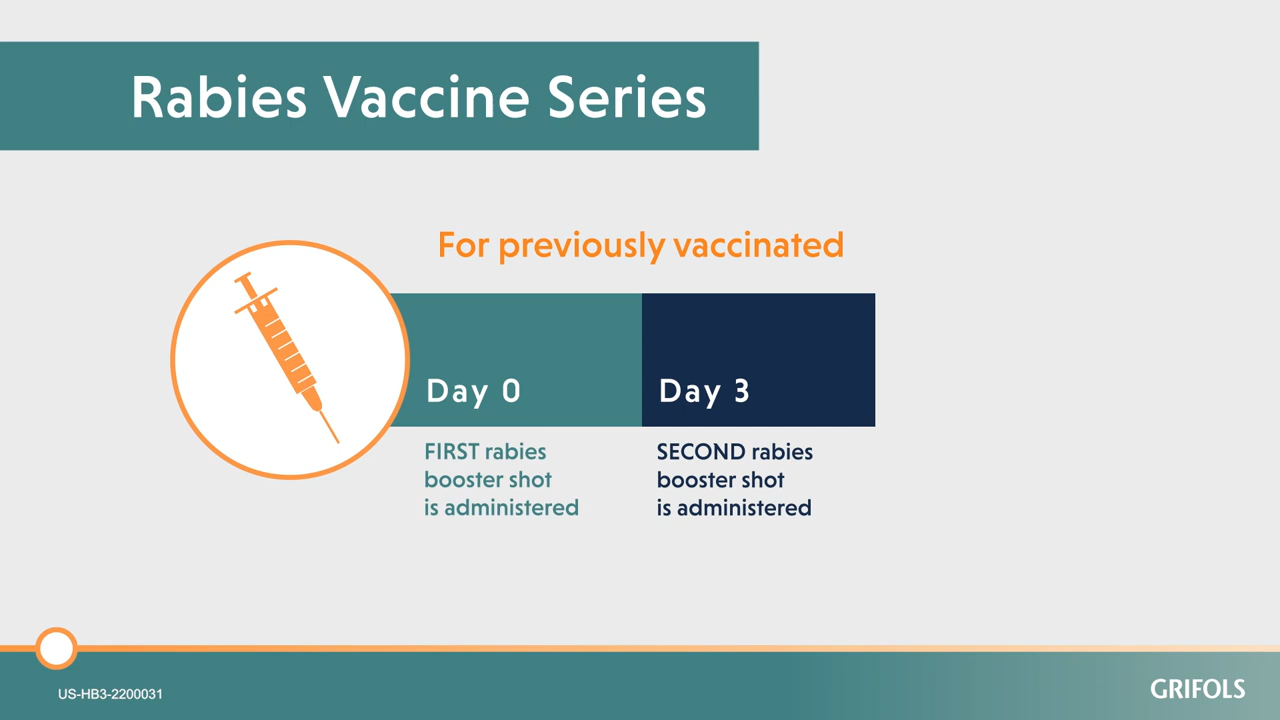 Rabies Vaccine Series
For previously vaccinated
Day 0
FIRST rabies
booster shot
is administered
Day 3
SECOND rabies
booster shot
is administered
US-HB3-2200031
GRIFOLS